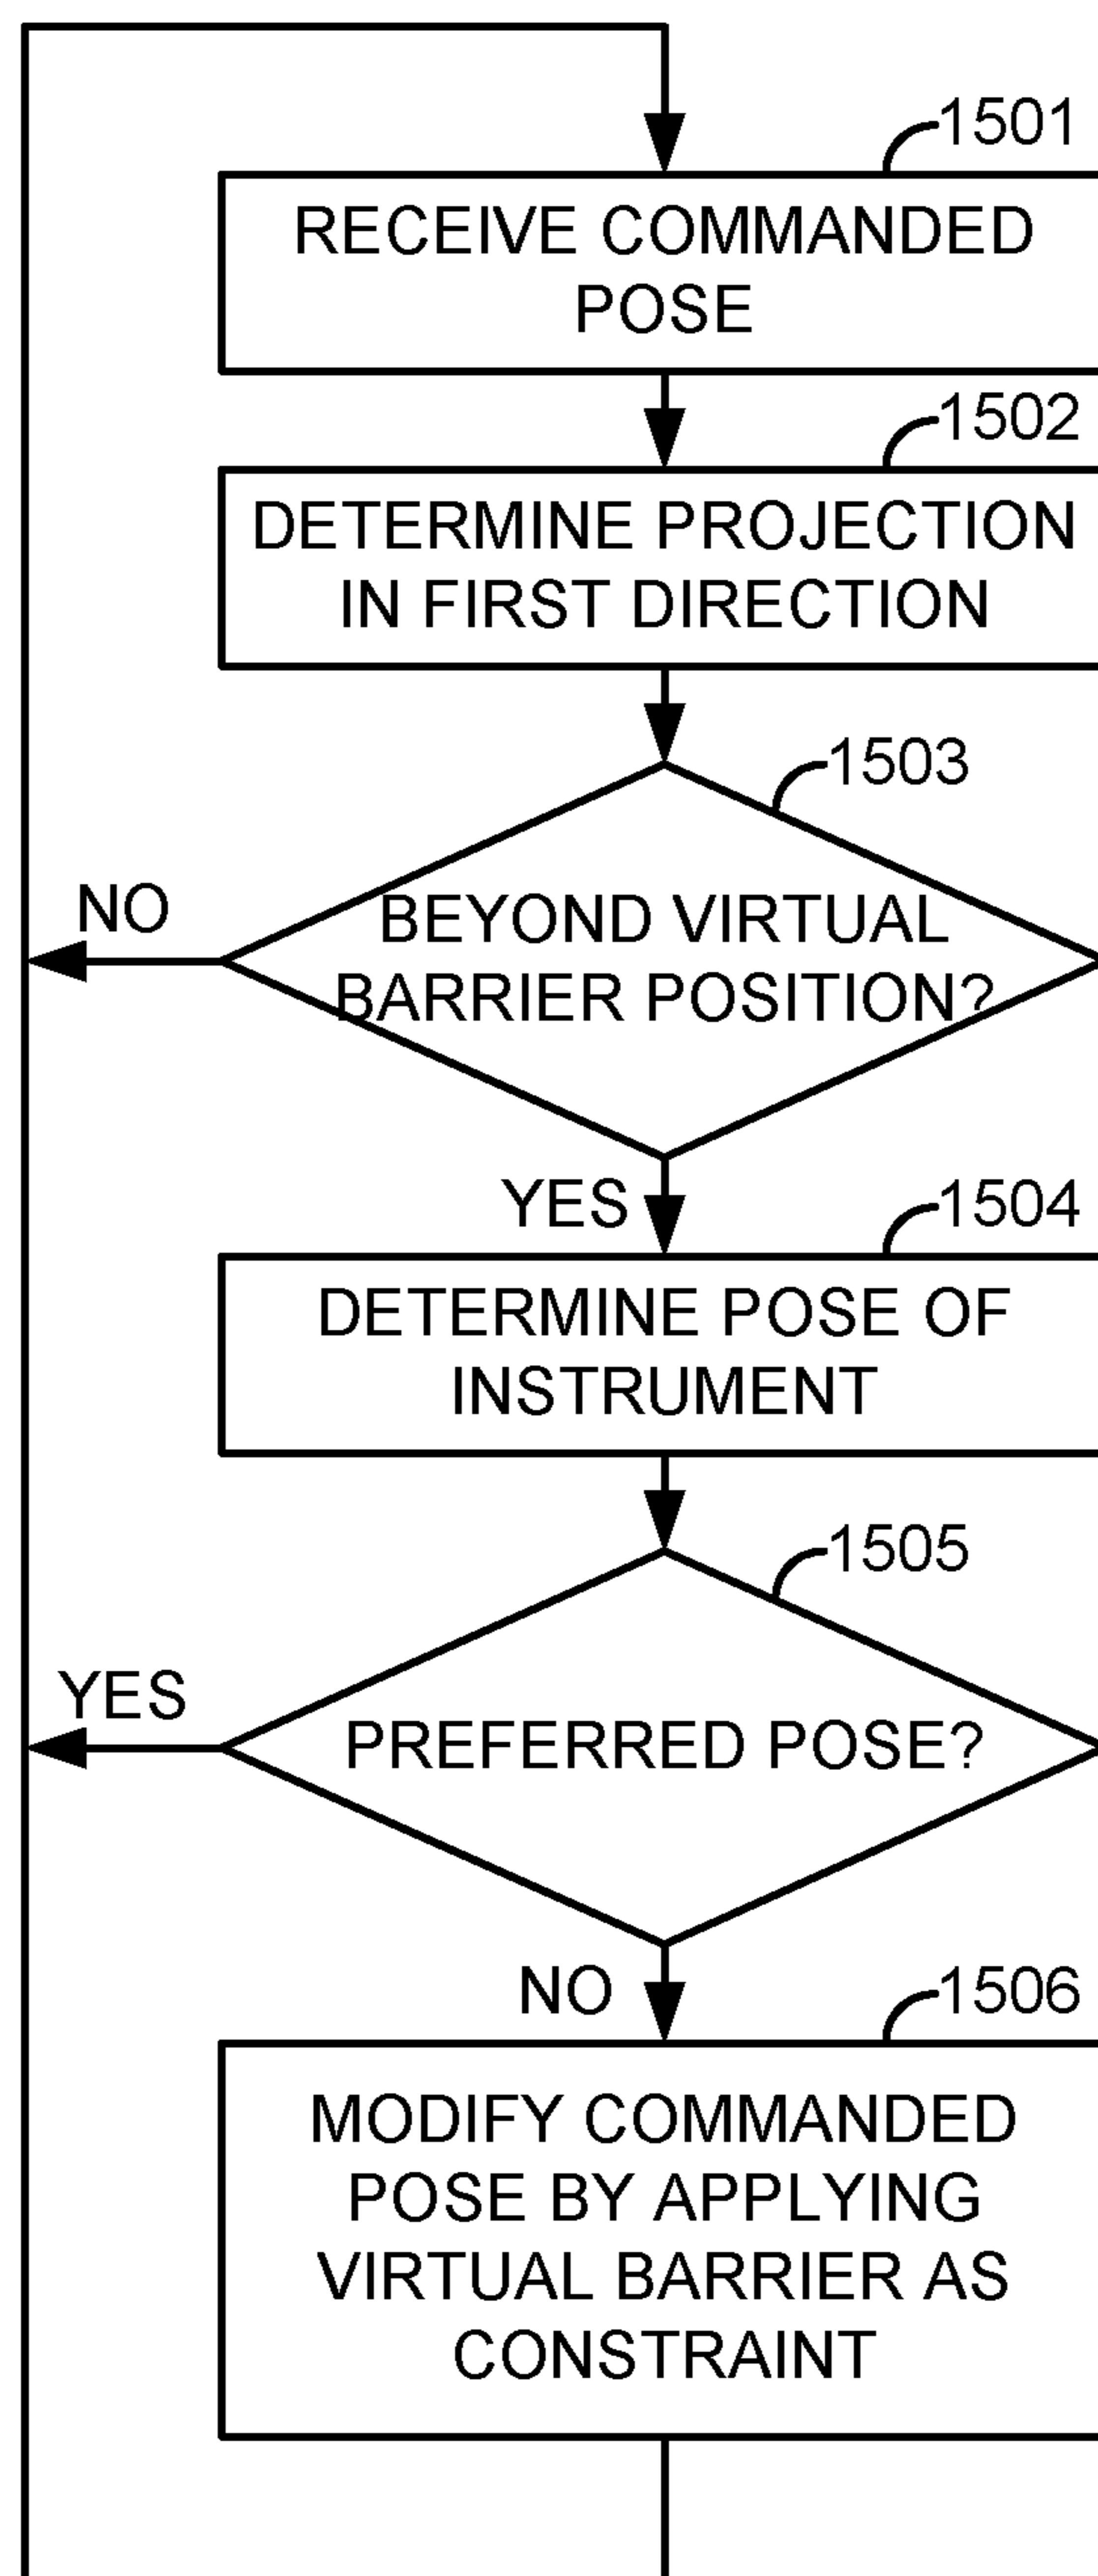 1501
RECEIVE COMMANDED
POSE
1502
DETERMINE PROJECTION
IN FIRST DIRECTION
1503
NO
BEYOND VIRTUAL
BARRIER POSITION?
YES
1504
DETERMINE POSE OF
INSTRUMENT
1505
YES
PREFERRED POSE?
NO
1506
MODIFY COMMANDED
POSE BY APPLYING
VIRTUAL BARRIER AS
CONSTRAINT